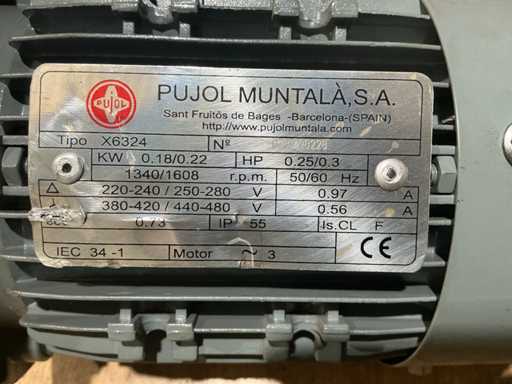 PUJOL
PUJOL MUNTALÀ, S.A.
Sant Fruitós de Bages -Barcelona-(SPAIN)
http://www.pujolmuntala.com
Tipo X6324 Nº
KW 0.18/0.22 HP 0.25/0.3
1340/1608 r.p.m. 50/60 Hz
△ 220-240 / 250-280 V 0.97 A
380-420 / 440-480 V 0.56 A
0.73 IP 55 Is.CL F
IEC 34 -1 Motor ~ 3 CE